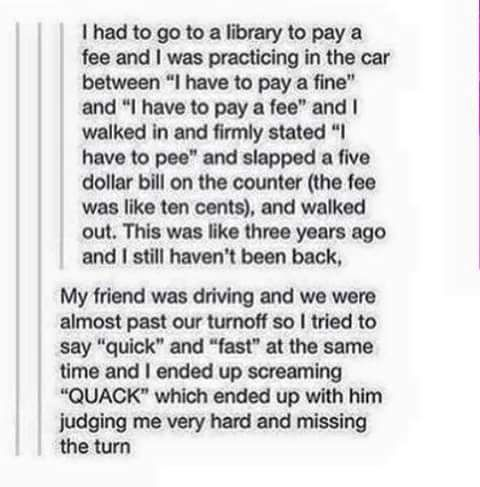 I had to go to a library to pay a
fee and I was practicing in the car
between “I have to pay a fine”
and “I have to pay a fee” and I
walked in and firmly stated “I
have to pee” and slapped a five
dollar bill on the counter (the fee
was like ten cents), and walked
out. This was like three years ago
and I still haven't been back,
My friend was driving and we were
almost past our turnoff so I tried to
say “quick” and “fast” at the same
time and I ended up screaming
“QUACK” which ended up with him
judging me very hard and missing
the turn